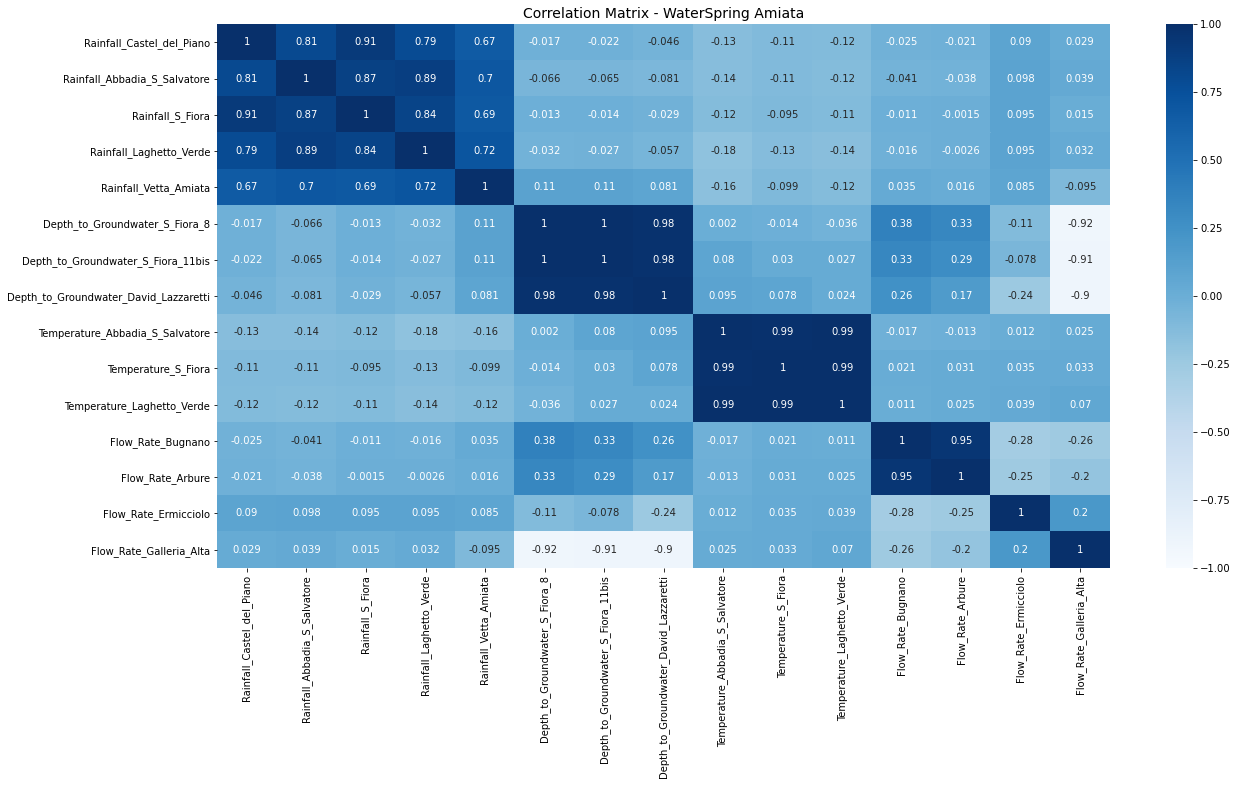 Correlation Matrix - WaterSpring Amiata
Rainfall_Castel_del_Piano 1 0.81 0.91 0.79 0.67 -0.017 -0.022 -0.046 -0.13 -0.11 -0.12 -0.025 -0.021 0.09 0.029
Rainfall_Abbadia_S_Salvatore 0.81 1 0.87 0.89 0.7 -0.066 -0.065 -0.081 -0.14 -0.11 -0.12 -0.041 -0.038 0.098 0.039
Rainfall_S_Fiora 0.91 0.87 1 0.84 0.69 -0.013 -0.014 -0.029 -0.12 -0.095 -0.11 -0.011 -0.0015 0.095 0.015
Rainfall_Laghetto_Verde 0.79 0.89 0.84 1 0.72 -0.032 -0.027 -0.057 -0.18 -0.13 -0.14 -0.016 -0.0026 0.095 0.032
Rainfall_Vetta_Amiata 0.67 0.7 0.69 0.72 1 0.11 0.11 0.081 -0.16 -0.099 -0.12 0.035 0.016 0.085 -0.095
Depth_to_Groundwater_S_Fiora_8 -0.017 -0.066 -0.013 -0.032 0.11 1 1 0.98 0.002 -0.014 -0.036 0.38 0.33 -0.11 -0.92
Depth_to_Groundwater_S_Fiora_11bis -0.022 -0.065 -0.014 -0.027 0.11 1 1 0.98 0.08 0.03 0.027 0.33 0.29 -0.078 -0.91
Depth_to_Groundwater_David_Lazzaretti -0.046 -0.081 -0.029 -0.057 0.081 0.98 0.98 1 0.095 0.078 0.024 0.26 0.17 -0.24 -0.9
Temperature_Abbadia_S_Salvatore -0.13 -0.14 -0.12 -0.18 -0.16 0.002 0.08 0.095 1 0.99 0.99 -0.017 -0.013 0.012 0.025
Temperature_S_Fiora -0.11 -0.11 -0.095 -0.13 -0.099 -0.014 0.03 0.078 0.99 1 0.99 0.021 0.031 0.035 0.033
Temperature_Laghetto_Verde -0.12 -0.12 -0.11 -0.14 -0.12 -0.036 0.027 0.024 0.99 0.99 1 0.011 0.025 0.039 0.07
Flow_Rate_Bugnano -0.025 -0.041 -0.011 -0.016 0.035 0.38 0.33 0.26 -0.017 0.021 0.011 1 0.95 -0.28 -0.26
Flow_Rate_Arbure -0.021 -0.038 -0.0015 -0.0026 0.016 0.33 0.29 0.17 -0.013 0.031 0.025 0.95 1 -0.25 -0.2
Flow_Rate_Ermicciolo 0.09 0.098 0.095 0.095 0.085 -0.11 -0.078 -0.24 0.012 0.035 0.039 -0.28 -0.25 1 0.2
Flow_Rate_Galleria_Alta 0.029 0.039 0.015 0.032 -0.095 -0.92 -0.91 -0.9 0.025 0.033 0.07 -0.26 -0.2 0.2 1
Rainfall_Castel_del_Piano
Rainfall_Abbadia_S_Salvatore
Rainfall_S_Fiora
Rainfall_Laghetto_Verde
Rainfall_Vetta_Amiata
Depth_to_Groundwater_S_Fiora_8
Depth_to_Groundwater_S_Fiora_11bis
Depth_to_Groundwater_David_Lazzaretti
Temperature_Abbadia_S_Salvatore
Temperature_S_Fiora
Temperature_Laghetto_Verde
Flow_Rate_Bugnano
Flow_Rate_Arbure
Flow_Rate_Ermicciolo
Flow_Rate_Galleria_Alta
1.00
0.75
0.50
0.25
0.00
−0.25
−0.50
−0.75
−1.00